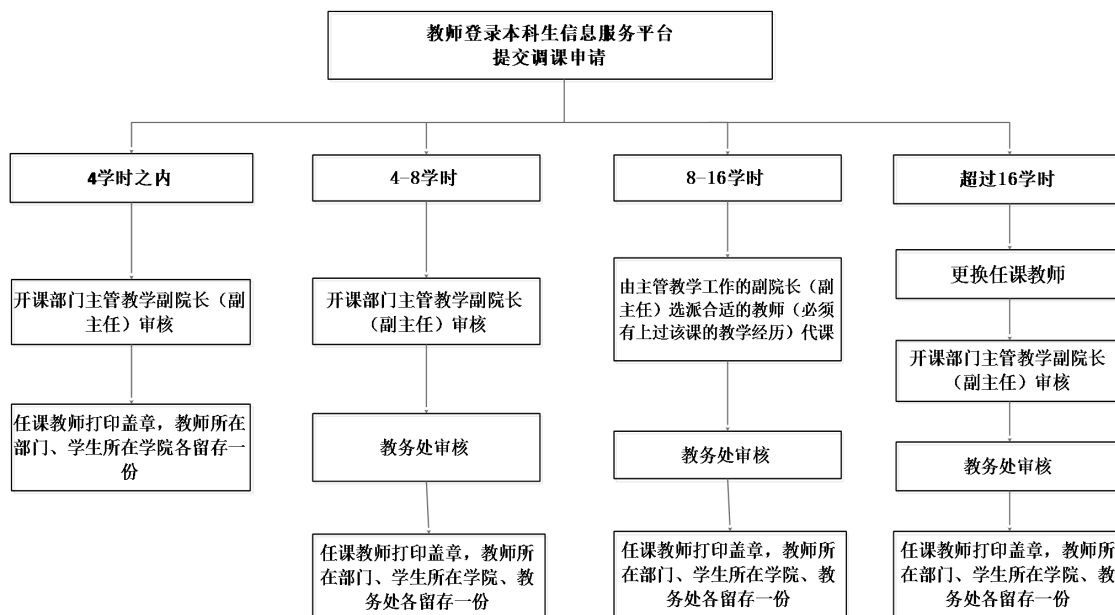 教师登录本科生信息服务平台
提交调课申请
4学时之内
4-8学时
8-16学时
超过16学时
开课部门主管教学副院长（副
主任）审核
任课教师打印盖章，教师所在
部门、学生所在学院各留存一
份
开课部门主管教学副院长
（副主任）审核
教务处审核
任课教师打印盖章，教师所
在部门、学生所在学院、教
务处各留存一份
由主管教学工作的副院长（副
主任）选派合适的教师（必须
有上过该课的教学经历）代课
教务处审核
任课教师打印盖章，教师所
在部门、学生所在学院、教
务处各留存一份
更换任课教师
开课部门主管教学副院长
（副主任）审核
教务处审核
任课教师打印盖章，教师所
在部门、学生所在学院、教
务处各留存一份